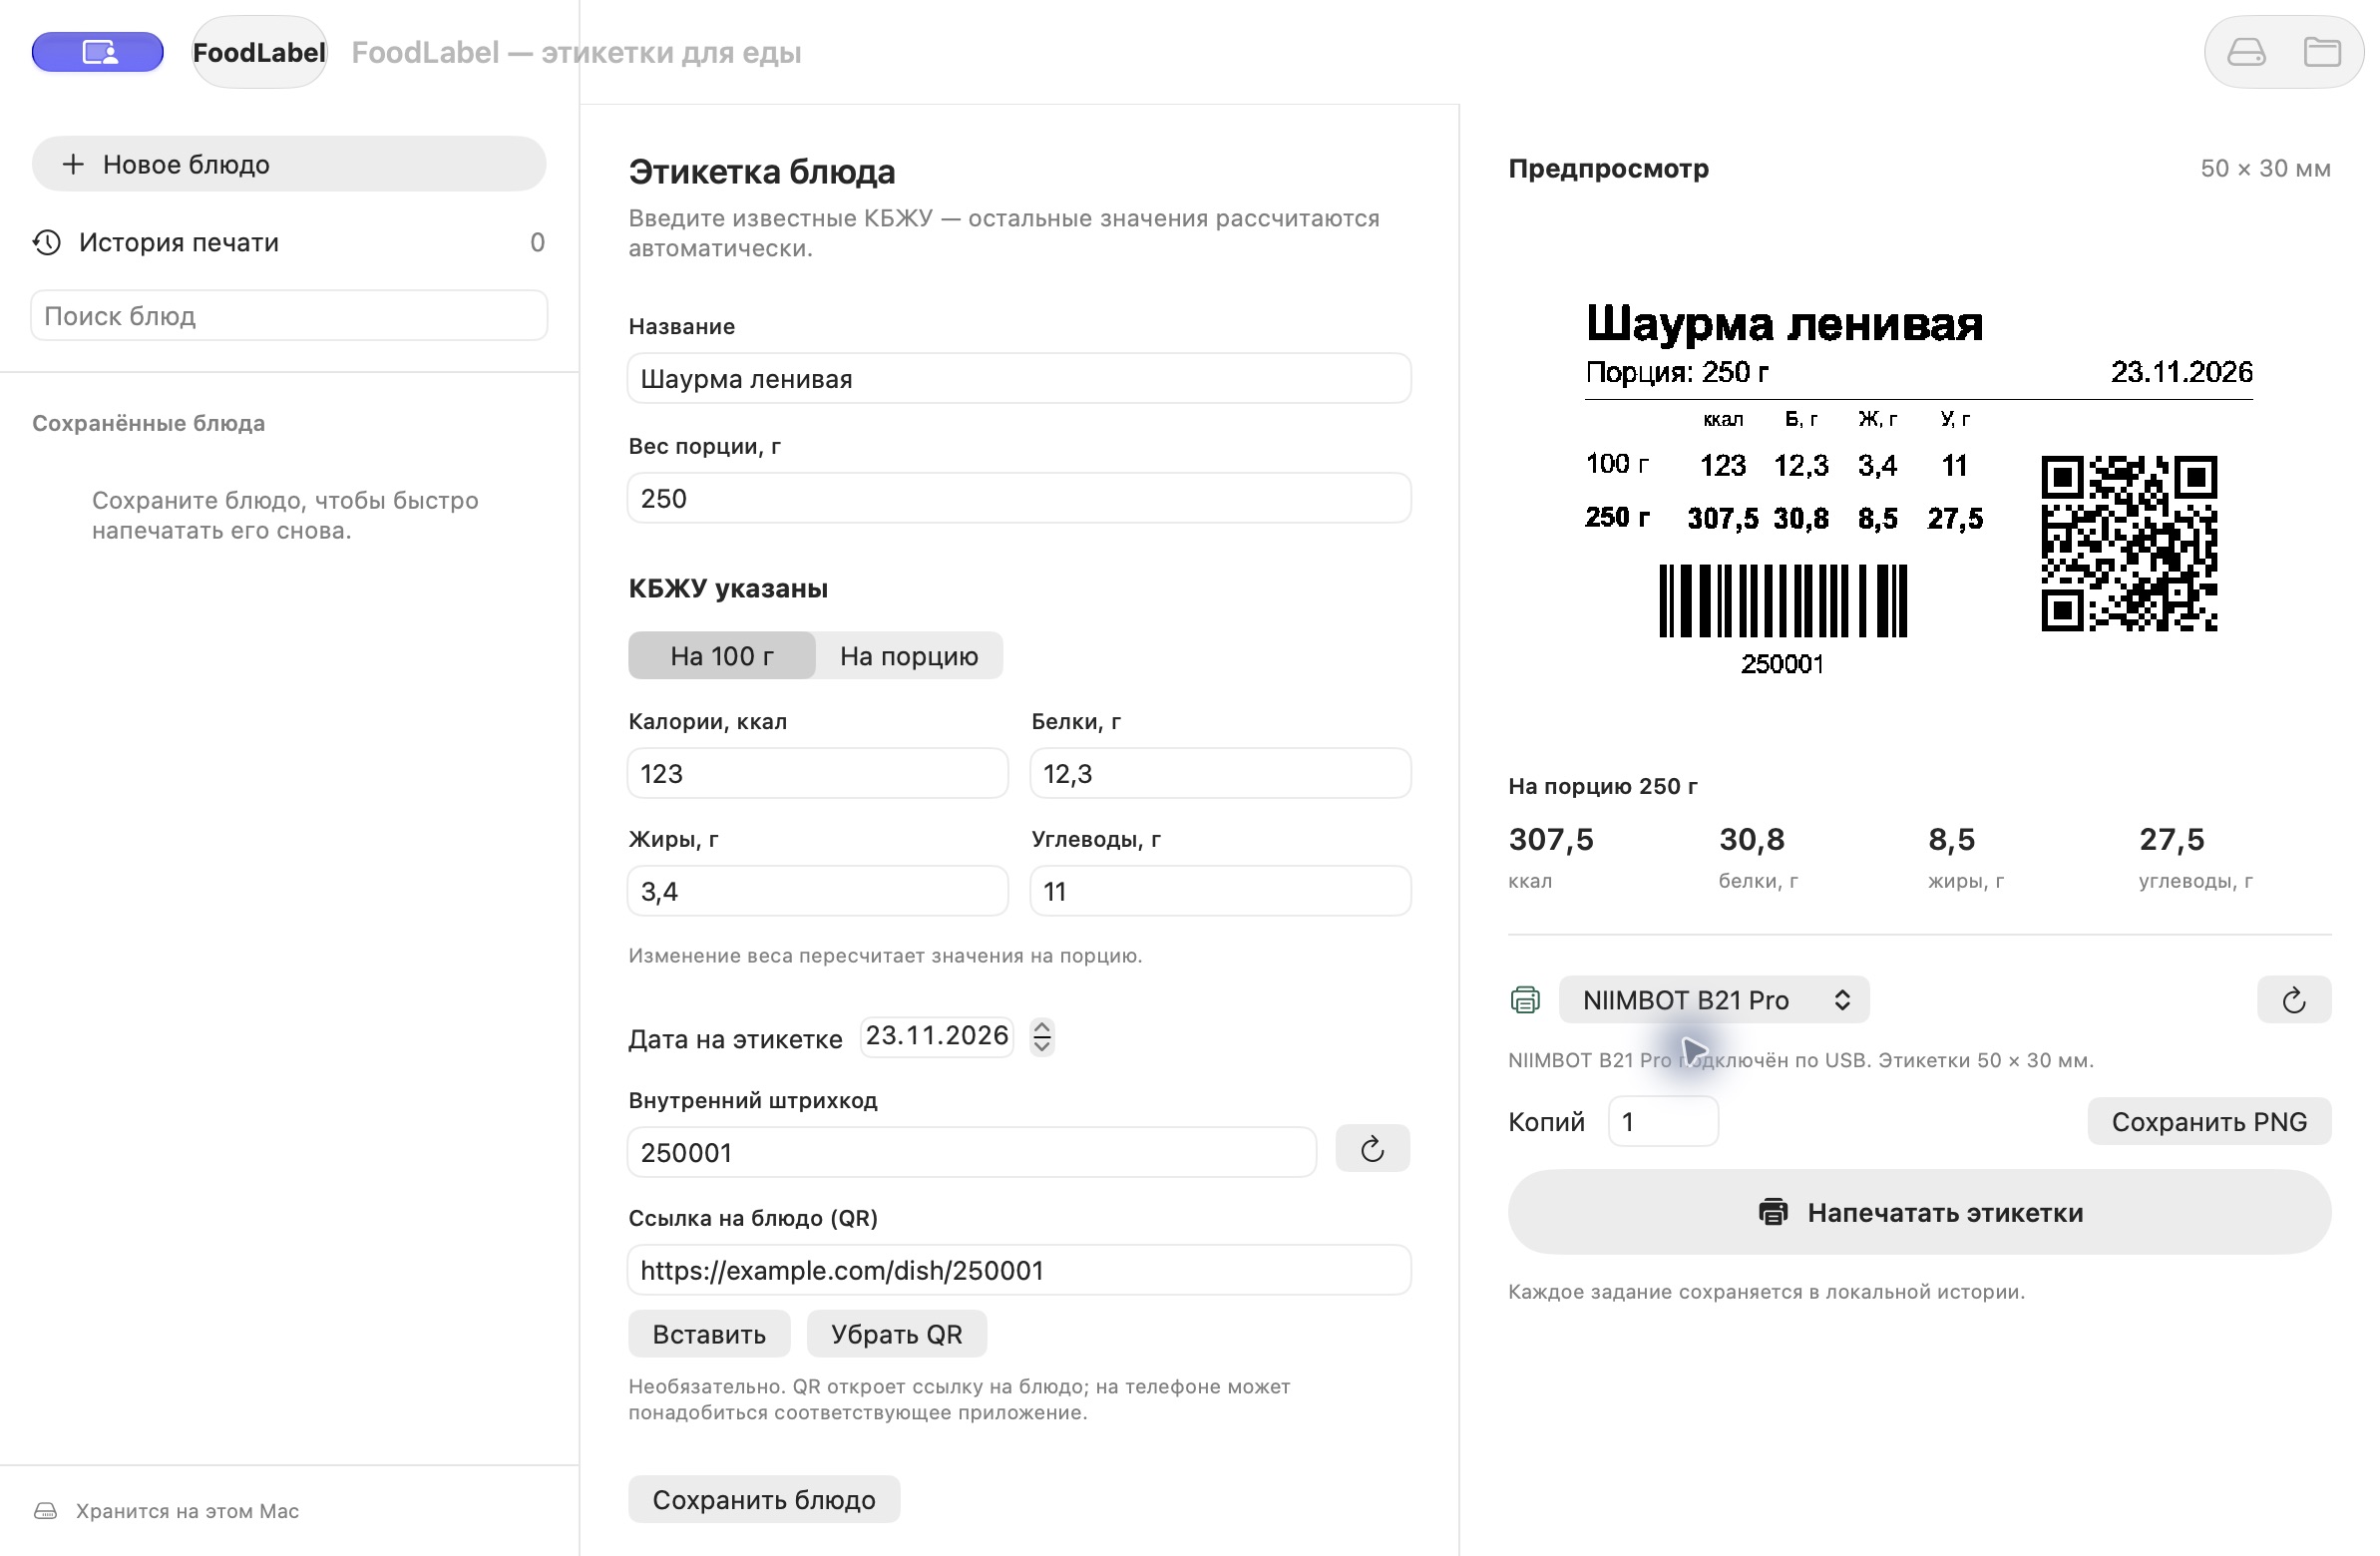 FoodLabel
FoodLabel — этикетки для еды
Новое блюдо
История печати 0
Поиск блюд
Сохранённые блюда
Сохраните блюдо, чтобы быстро
напечатать его снова.
Хранится на этом Mac
Этикетка блюда
Введите известные КБЖУ — остальные значения рассчитаются
автоматически.
Название
Шаурма ленивая
Вес порции, г
250
КБЖУ указаны
На 100 г На порцию
Калории, ккал Белки, г
123 12,3
Жиры, г Углеводы, г
3,4 11
Изменение веса пересчитает значения на порцию.
Дата на этикетке 23.11.2026
Внутренний штрихкод
250001
Ссылка на блюдо (QR)
https://example.com/dish/250001
Вставить Убрать QR
Необязательно. QR откроет ссылку на блюдо; на телефоне может
понадобиться соответствующее приложение.
Сохранить блюдо
Предпросмотр 50 × 30 мм
Шаурма ленивая
Порция: 250 г 23.11.2026
ккал Б, г Ж, г У, г
100 г 123 12,3 3,4 11
250 г 307,5 30,8 8,5 27,5
250001
На порцию 250 г
307,5 30,8 8,5 27,5
ккал белки, г жиры, г углеводы, г
NIIMBOT B21 Pro
NIIMBOT B21 Pro подключён по USB. Этикетки 50 × 30 мм.
Копий 1 Сохранить PNG
Напечатать этикетки
Каждое задание сохраняется в локальной истории.